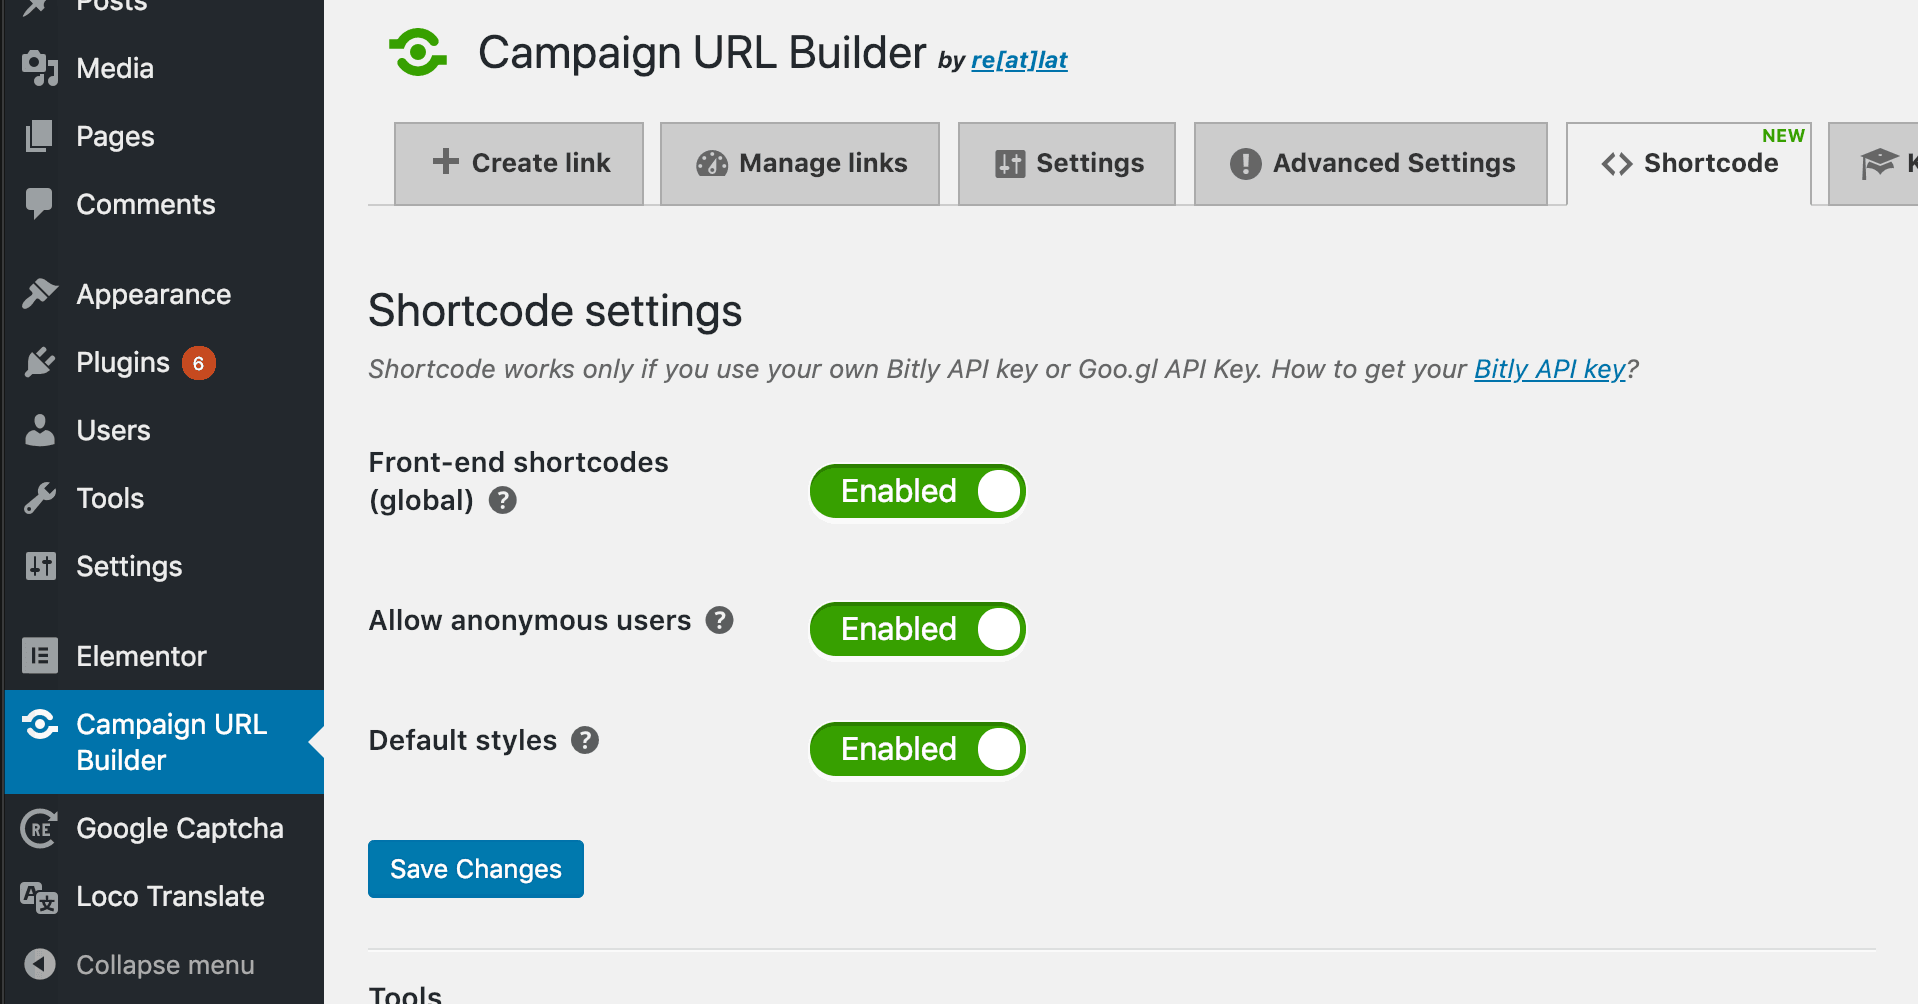 Posts
Media
Pages
Comments
Appearance
Plugins 6
Users
Tools
Settings
Elementor
Campaign URL
Builder
Google Captcha
Loco Translate
Collapse menu
Campaign URL Builder by re[at]lat
Create link
Manage links
Settings
Advanced Settings
Shortcode NEW
Shortcode settings
Shortcode works only if you use your own Bitly API key or Goo.gl API Key. How to get your Bitly API key?
Front-end shortcodes
(global) ?
Enabled
Allow anonymous users ?
Enabled
Default styles ?
Enabled
Save Changes
Tools